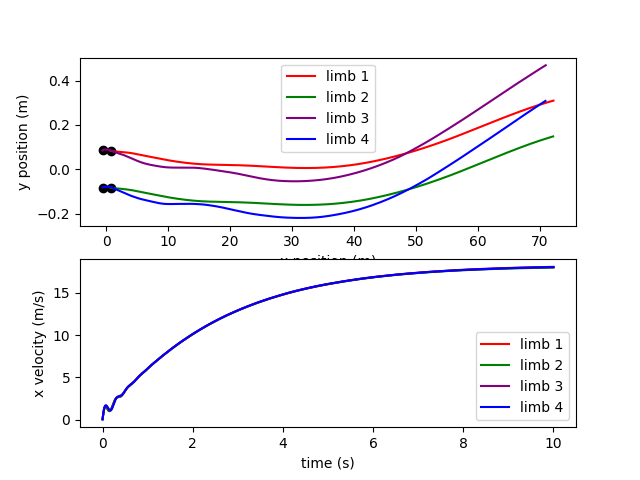 y position (m)
0.4
0.2
0.0
−0.2
limb 1
limb 2
limb 3
limb 4
0 10 20 30 40 50 60 70
x position (m)
x velocity (m/s)
15
10
5
0
limb 1
limb 2
limb 3
limb 4
0 2 4 6 8 10
time (s)